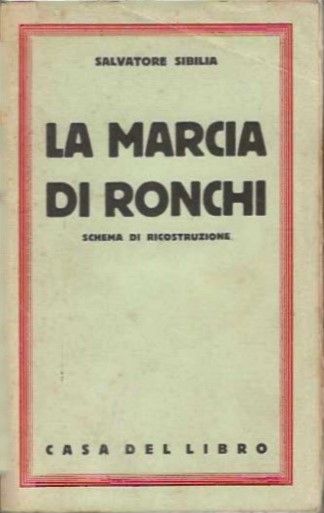 SALVATORE SIBILIA
LA MARCIA
DI RONCHI
SCHEMA DI RICOSTRUZIONE
CASA DEL LIBRO